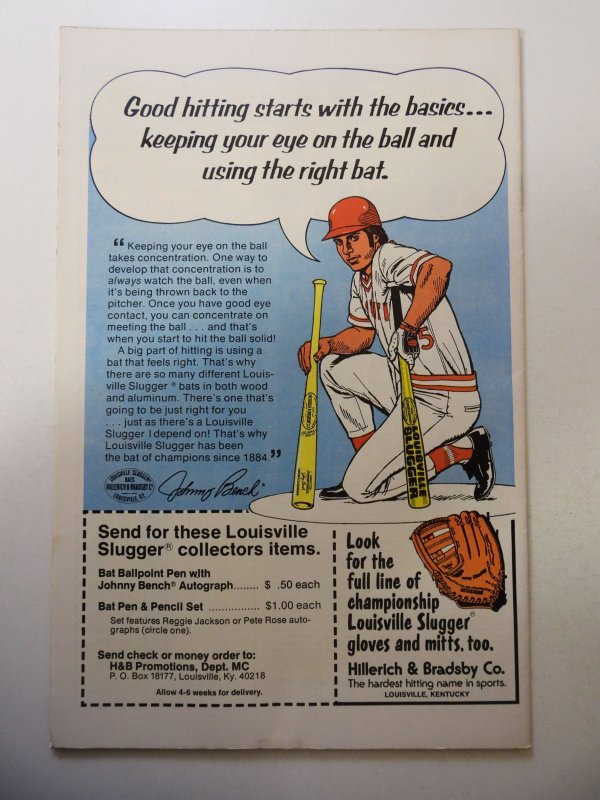 Good hitting starts with the basics...
keeping your eye on the ball and
using the right bat.
“ Keeping your eye on the ball
takes concentration. One way to
develop that concentration is to
always watch the ball, even when
it's being thrown back to the
pitcher. Once you have good eye
contact, you can concentrate on
meeting the ball . . . and that's
when you start to hit the ball solid!
A big part of hitting is using a
bat that feels right. That's why
there are so many different Louis-
ville Slugger® bats in both wood
and aluminum. There's one that's
going to be just right for you
. . . just as there's a Louisville
Slugger I depend on! That's why
Louisville Slugger has been
the bat of champions since 1884.”
LOUISVILLE SLUGGER®
BATS
HILLERICH & BRADSBY Co
LOUISVILLE, KY.
Johnny Bench
5
LOUISVILLE
SLUGGER
Send for these Louisville
Slugger® collectors items.
Bat Ballpoint Pen with
Johnny Bench® Autograph....... $ .50 each
Bat Pen & Pencil Set .............. $1.00 each
Set features Reggie Jackson or Pete Rose auto-
graphs (circle one).
Send check or money order to:
H&B Promotions, Dept. MC
P. O. Box 18177, Louisville, Ky. 40218
Allow 4-6 weeks for delivery.
Look
for the
full line of
championship
Louisville Slugger®
gloves and mitts, too.
Hillerich & Bradsby Co.
The hardest hitting name in sports.
LOUISVILLE, KENTUCKY